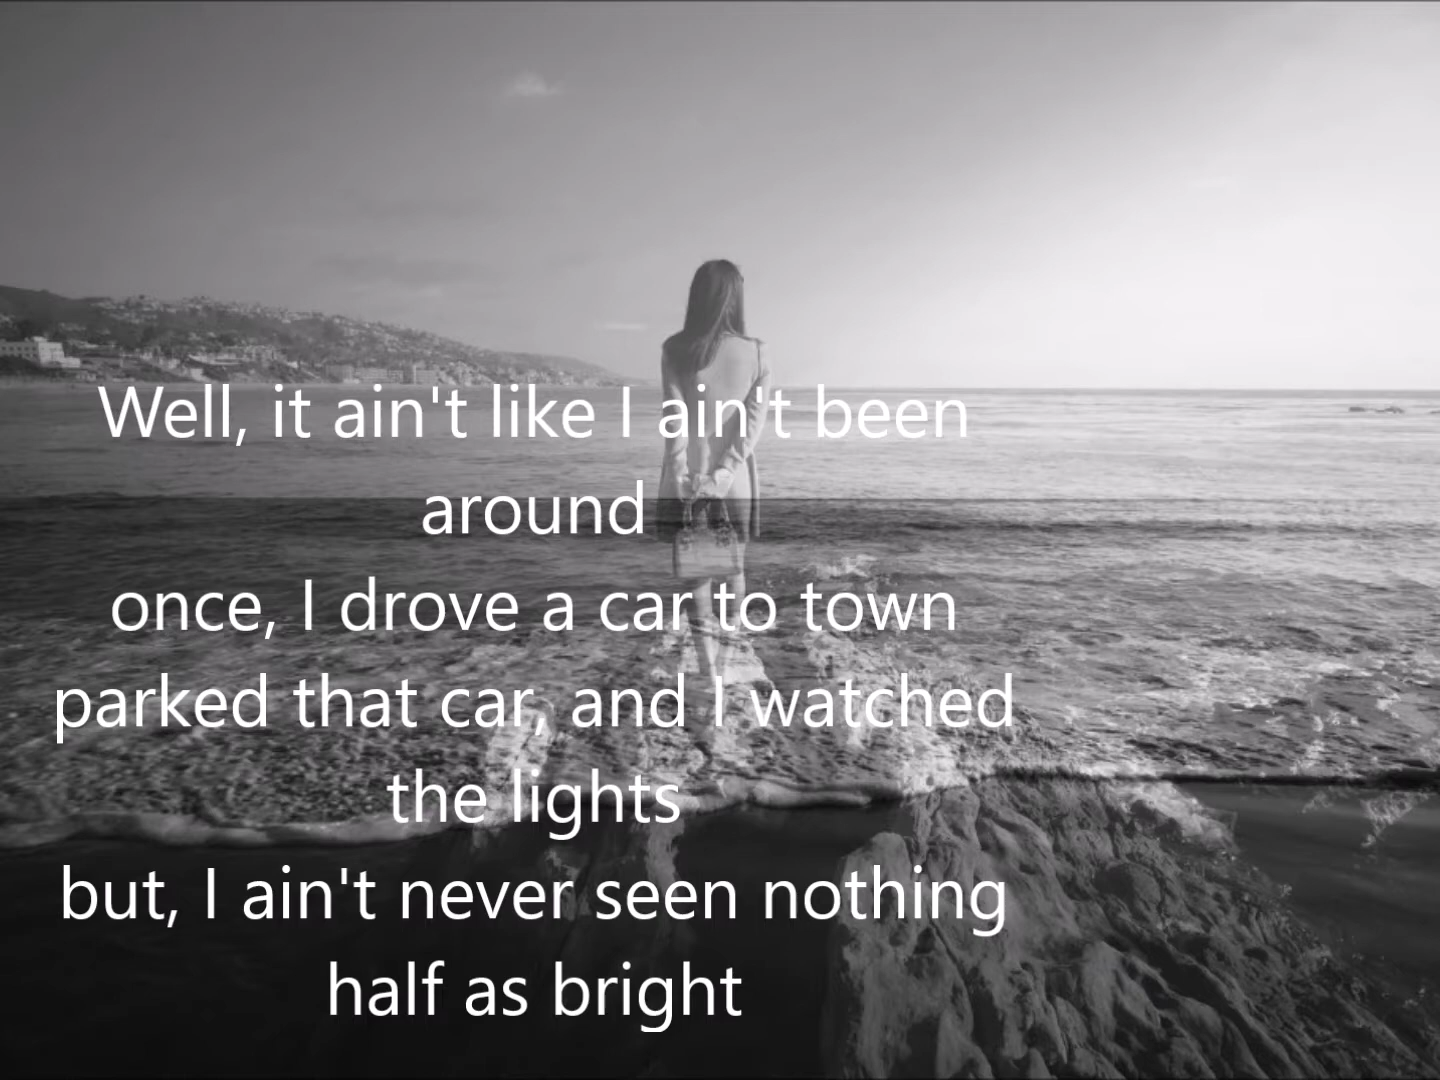 Well, it ain't like I ain't been
around
once, I drove a car to town
parked that car, and I watched
the lights
but, I ain't never seen nothing
half as bright